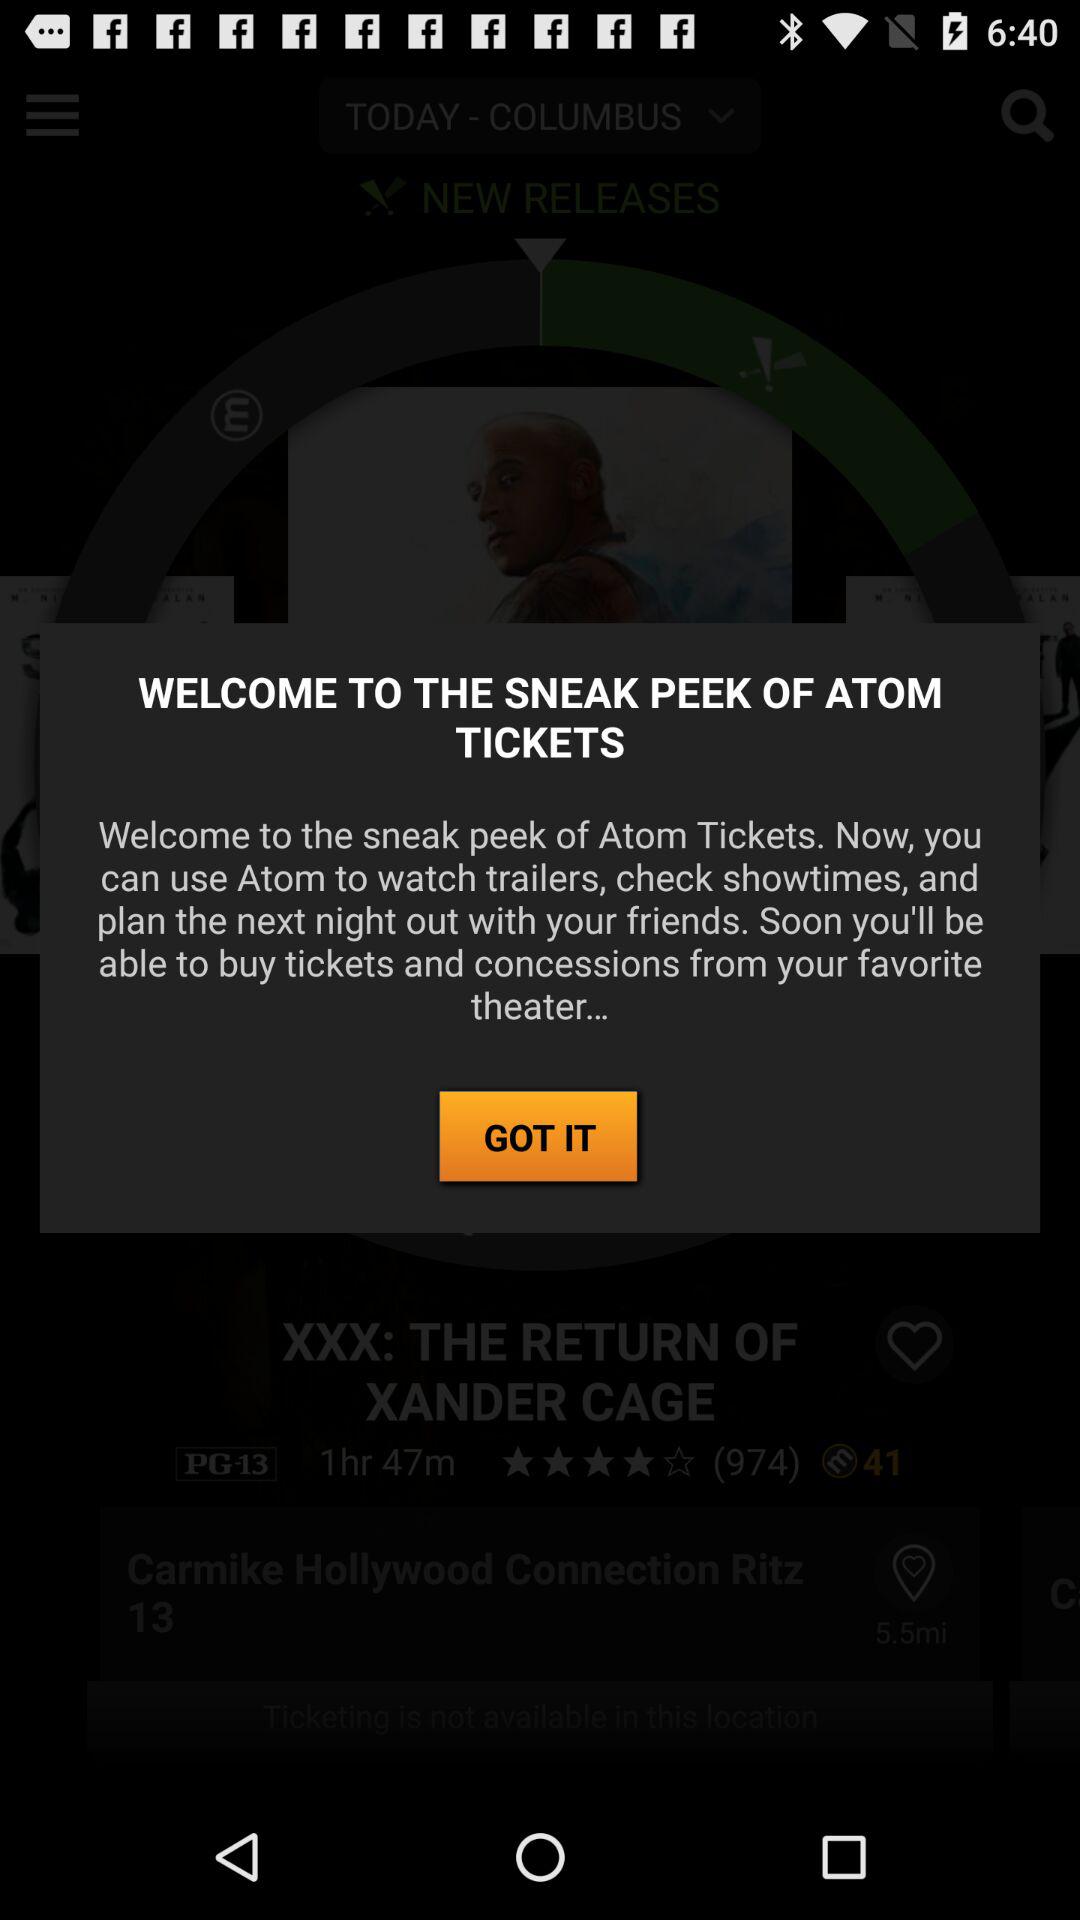 6:40
TODAY - COLUMBUS
NEW RELEASES
WELCOME TO THE SNEAK PEEK OF ATOM
TICKETS
Welcome to the sneak peek of Atom Tickets. Now, you
can use Atom to watch trailers, check showtimes, and
plan the next night out with your friends. Soon you'll be
able to buy tickets and concessions from your favorite
theater…
GOT IT
XXX: THE RETURN OF
XANDER CAGE
PG-13 1hr 47m (974) 41
Carmike Hollywood Connection Ritz
13
5.5mi
Ticketing is not available in this location